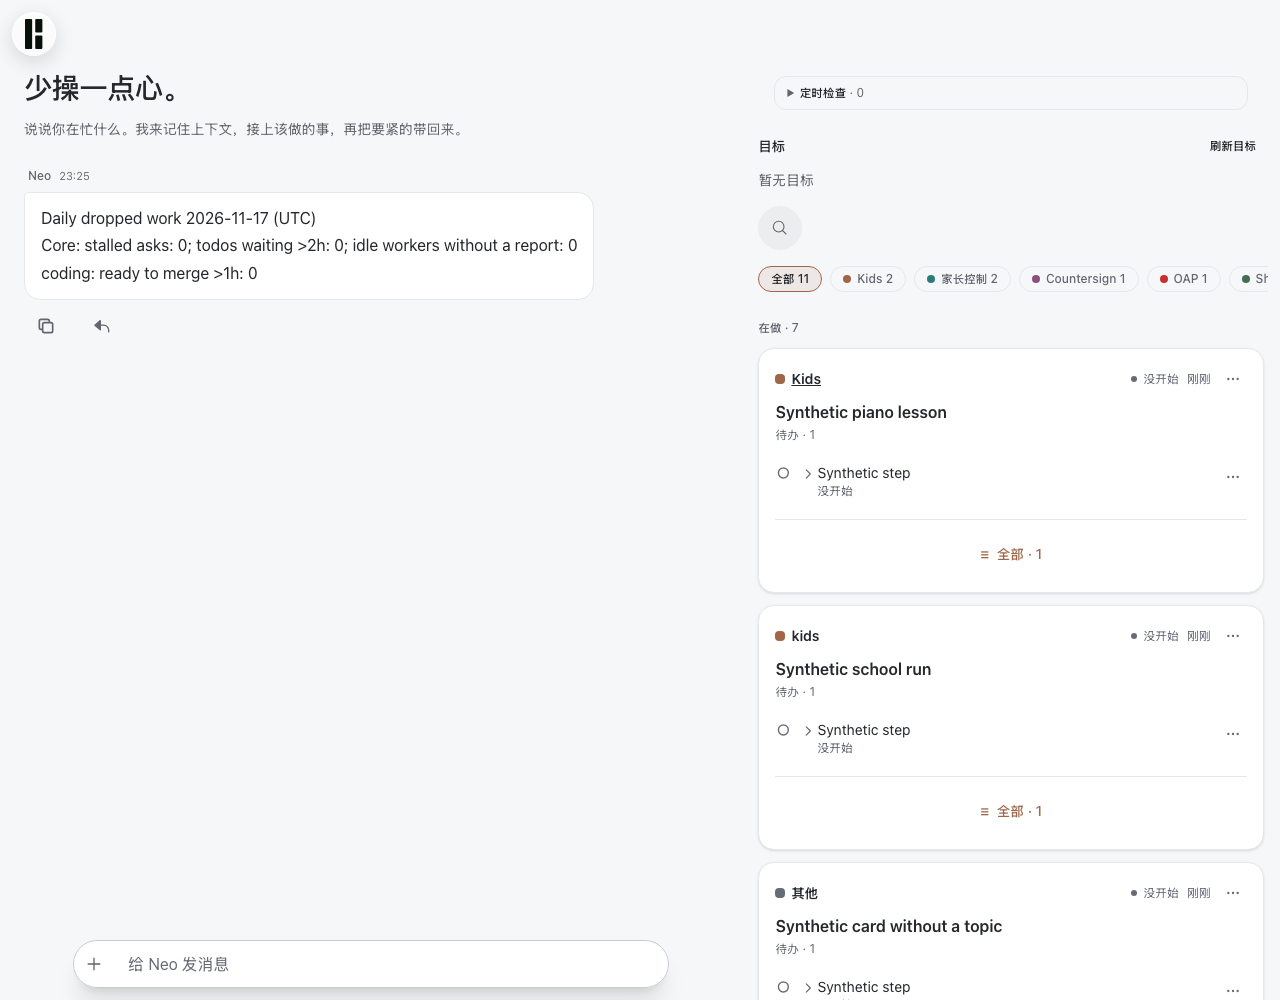 少操一点心。
说说你在忙什么。我来记住上下文，接上该做的事，再把要紧的带回来。
Neo 23:25
Daily dropped work 2026-11-17 (UTC)
Core: stalled asks: 0; todos waiting >2h: 0; idle workers without a report: 0
coding: ready to merge >1h: 0
给 Neo 发消息
定时检查 · 0
目标
刷新目标
暂无目标
全部 11
Kids 2
家长控制 2
Countersign 1
OAP 1
Sh
在做 · 7
Kids
没开始 刚刚
Synthetic piano lesson
待办 · 1
Synthetic step
没开始
全部 · 1
kids
没开始 刚刚
Synthetic school run
待办 · 1
Synthetic step
没开始
全部 · 1
其他
没开始 刚刚
Synthetic card without a topic
待办 · 1
Synthetic step